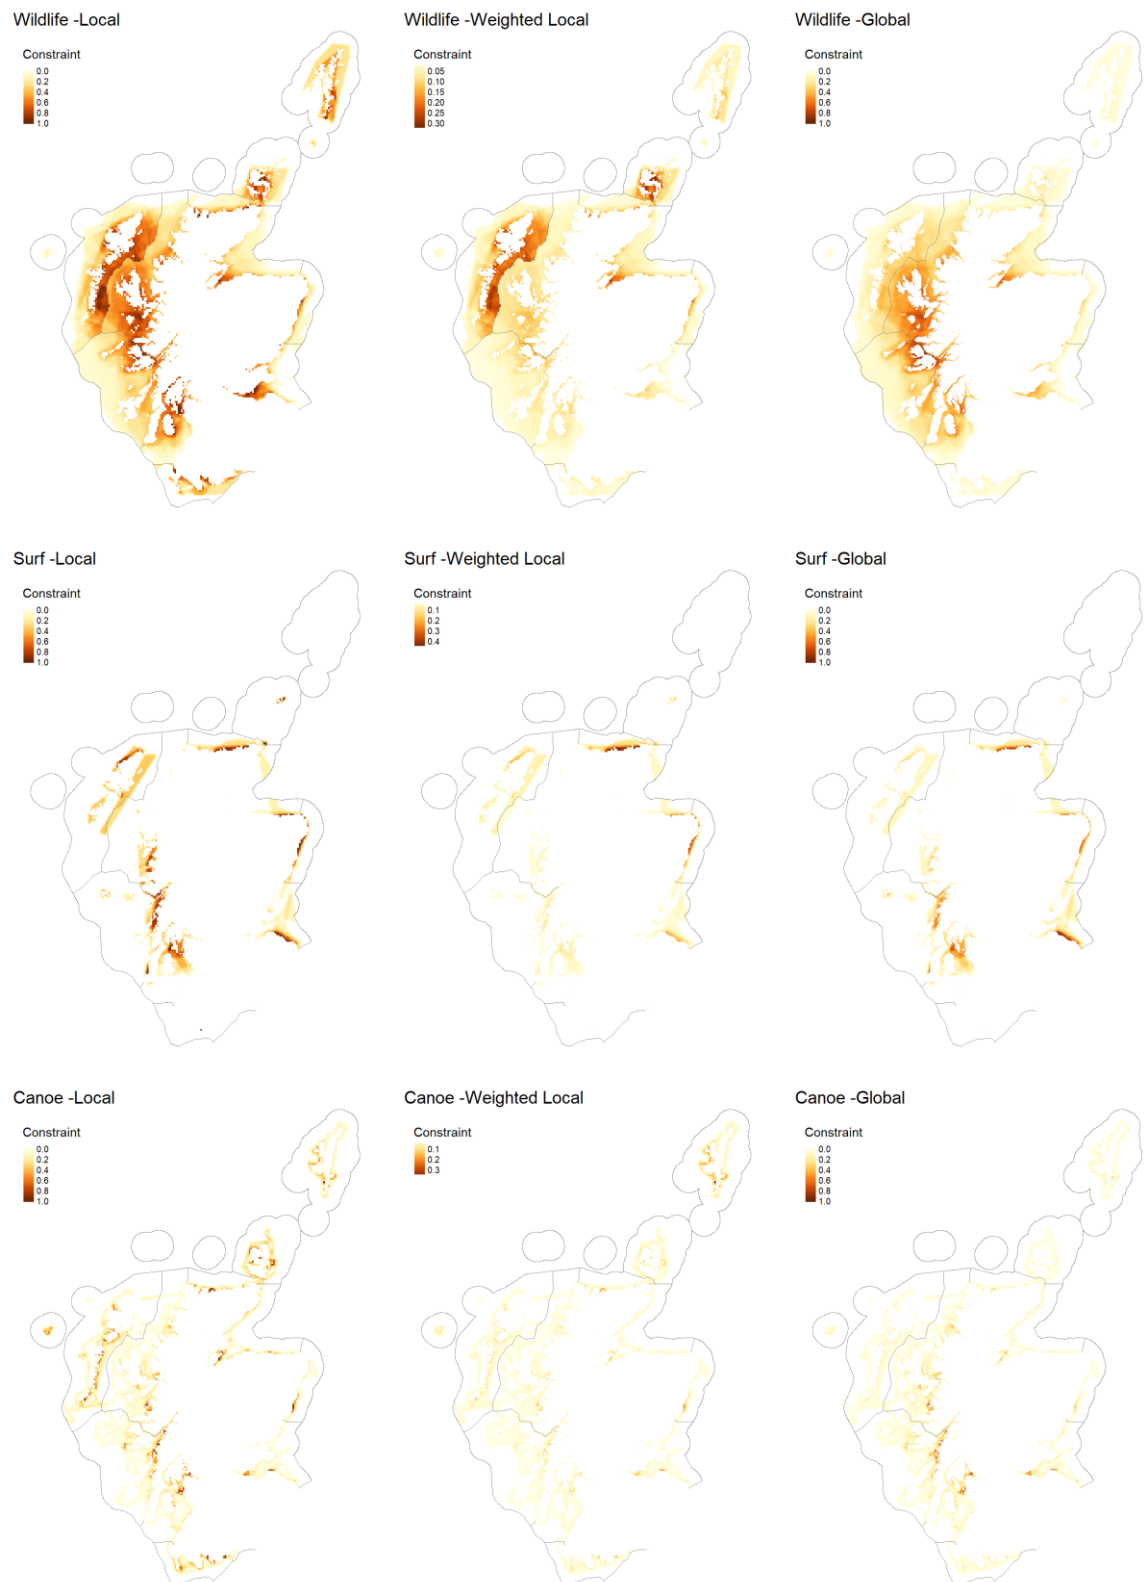 Wildlife -Local
Constraint
0.0
0.2
0.4
0.6
0.8
1.0
Wildlife -Weighted Local
Constraint
0.05
0.10
0.15
0.20
0.25
0.30
Wildlife -Global
Constraint
0.0
0.2
0.4
0.6
0.8
1.0
Surf -Local
Constraint
0.0
0.2
0.4
0.6
0.8
1.0
Surf -Weighted Local
Constraint
0.1
0.2
0.3
0.4
Surf -Global
Constraint
0.0
0.2
0.4
0.6
0.8
1.0
Canoe -Local
Constraint
0.0
0.2
0.4
0.6
0.8
1.0
Canoe -Weighted Local
Constraint
0.1
0.2
0.3
Canoe -Global
Constraint
0.0
0.2
0.4
0.6
0.8
1.0